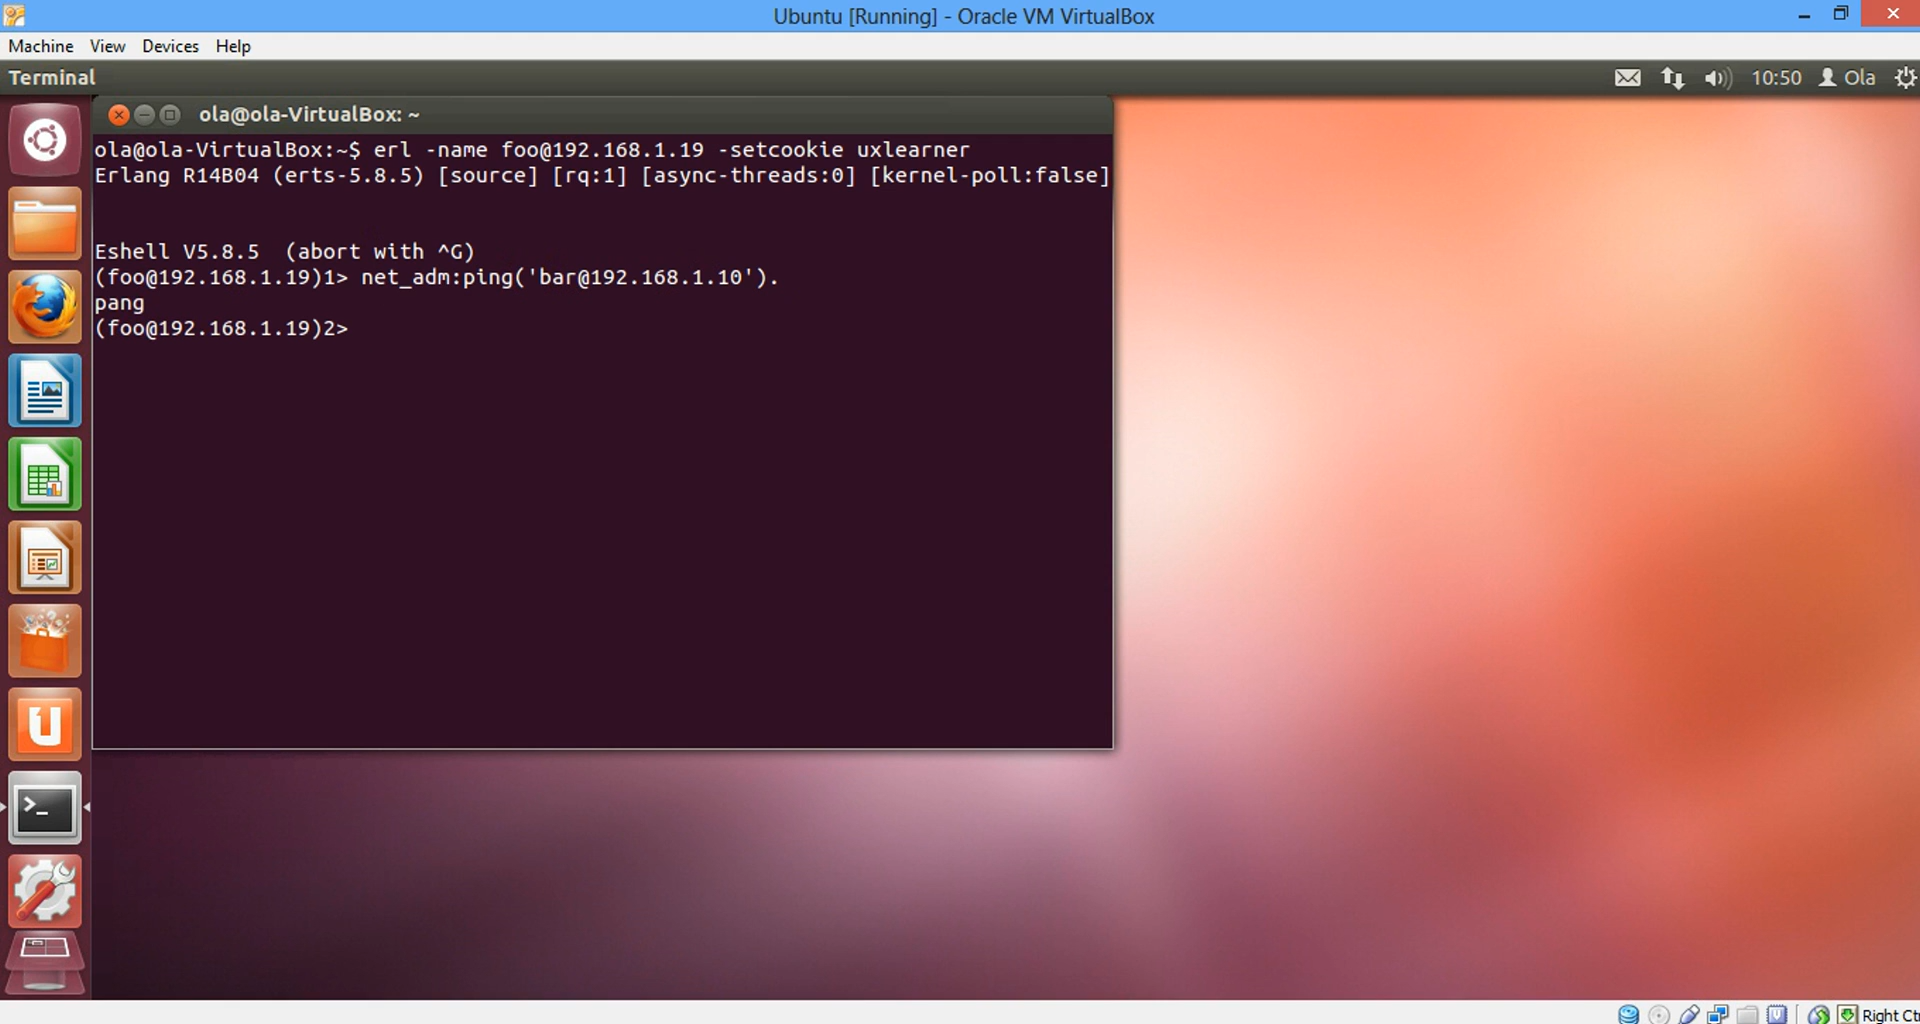 Ubuntu [Running] - Oracle VM VirtualBox
Machine View Devices Help
Terminal
10:50 Ola
ola@ola-VirtualBox: ~
ola@ola-VirtualBox:~$ erl -name foo@192.168.1.19 -setcookie uxlearner
Erlang R14B04 (erts-5.8.5) [source] [rq:1] [async-threads:0] [kernel-poll:false]
Eshell V5.8.5  (abort with ^G)
(foo@192.168.1.19)1> net_adm:ping('bar@192.168.1.10').
pang
(foo@192.168.1.19)2>
Right Ct